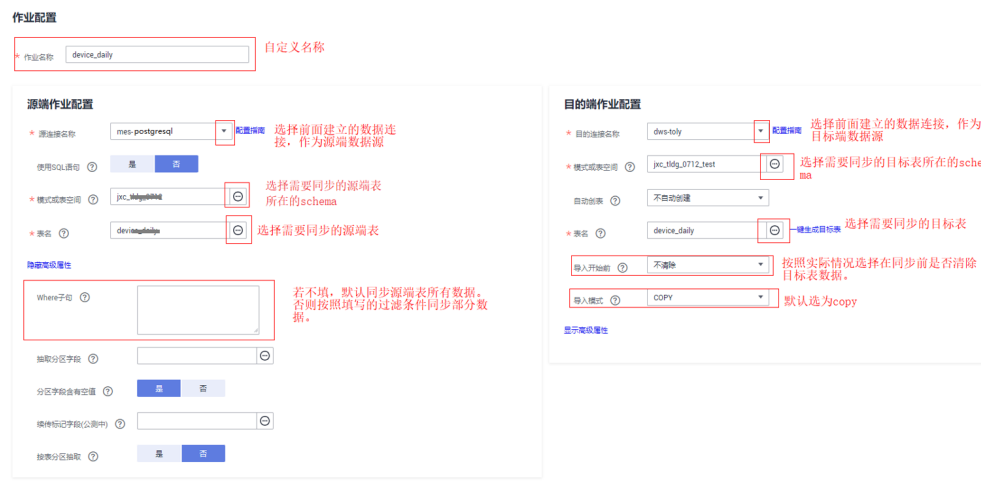 作业配置
* 作业名称 device_daily 自定义名称
源端作业配置
* 源连接名称 mes-postgresql 配置指南 选择前面建立的数据连
接，作为源端数据源
使用SQL语句 是 否
* 模式或表空间 jxc_ 选择需要同步的源端表
所在的schema
* 表名 选择需要同步的源端表
隐藏高级属性
Where子句 若不填，默认同步源端表所有数据。
否则按照填写的过滤条件同步部分数
据。
抽取分区字段
分区字段含有空值 是 否
续传标记字段(公测中)
按表分区抽取 是 否
目的端作业配置
* 目的连接名称 dws-toly 配置指南 选择前面建立的数据连接，作为
目标端数据源
* 模式或表空间 jxc_tldg_0712_test 选择需要同步的目标表所在的sche
ma
自动创表 不自动创建
* 表名 device_daily 一键生成目标表 选择需要同步的目标表
导入开始前 不清除 按照实际情况选择在同步前是否清除
目标表数据。
导入模式 COPY 默认选为copy
显示高级属性